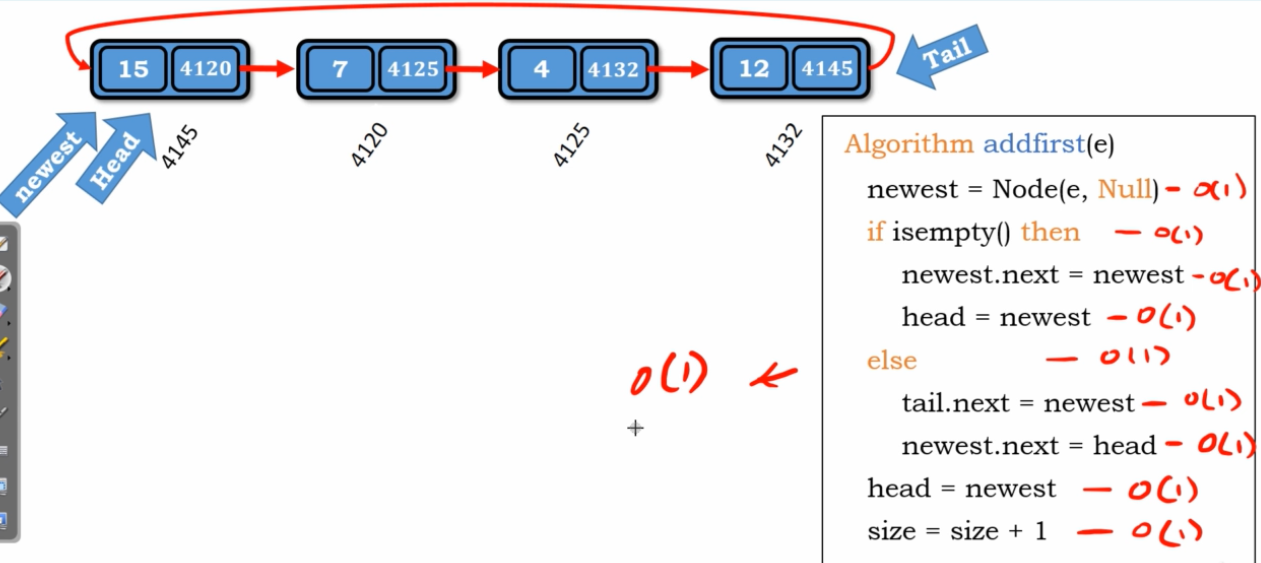 Tail
15 4120 7 4125 4 4132 12 4145
newest
Head
4145 4120 4125 4132
Algorithm addfirst(e)
newest = Node(e, Null) - O(1)
if isempty() then - O(1)
newest.next = newest - O(1)
head = newest - O(1)
else - O(1)
tail.next = newest - O(1)
newest.next = head - O(1)
head = newest - O(1)
size = size + 1 - O(1)
O(1) ←